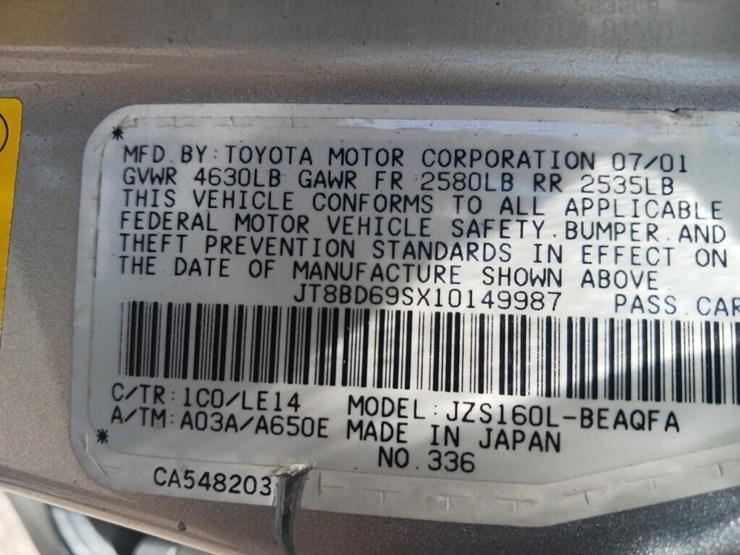 MFD. BY: TOYOTA MOTOR CORPORATION 07/01
GVWR 4630LB GAWR FR 2580LB RR 2535LB
THIS VEHICLE CONFORMS TO ALL APPLICABLE
FEDERAL MOTOR VEHICLE SAFETY. BUMPER. AND
THEFT PREVENTION STANDARDS IN EFFECT ON
THE DATE OF MANUFACTURE SHOWN ABOVE.
JT8BD69SX10149987 PASS. CAR
C/TR: 1C0/LE14 MODEL: JZS160L-BEAQFA
A/TM: A03A/A650E MADE IN JAPAN
NO. 336
CA548203